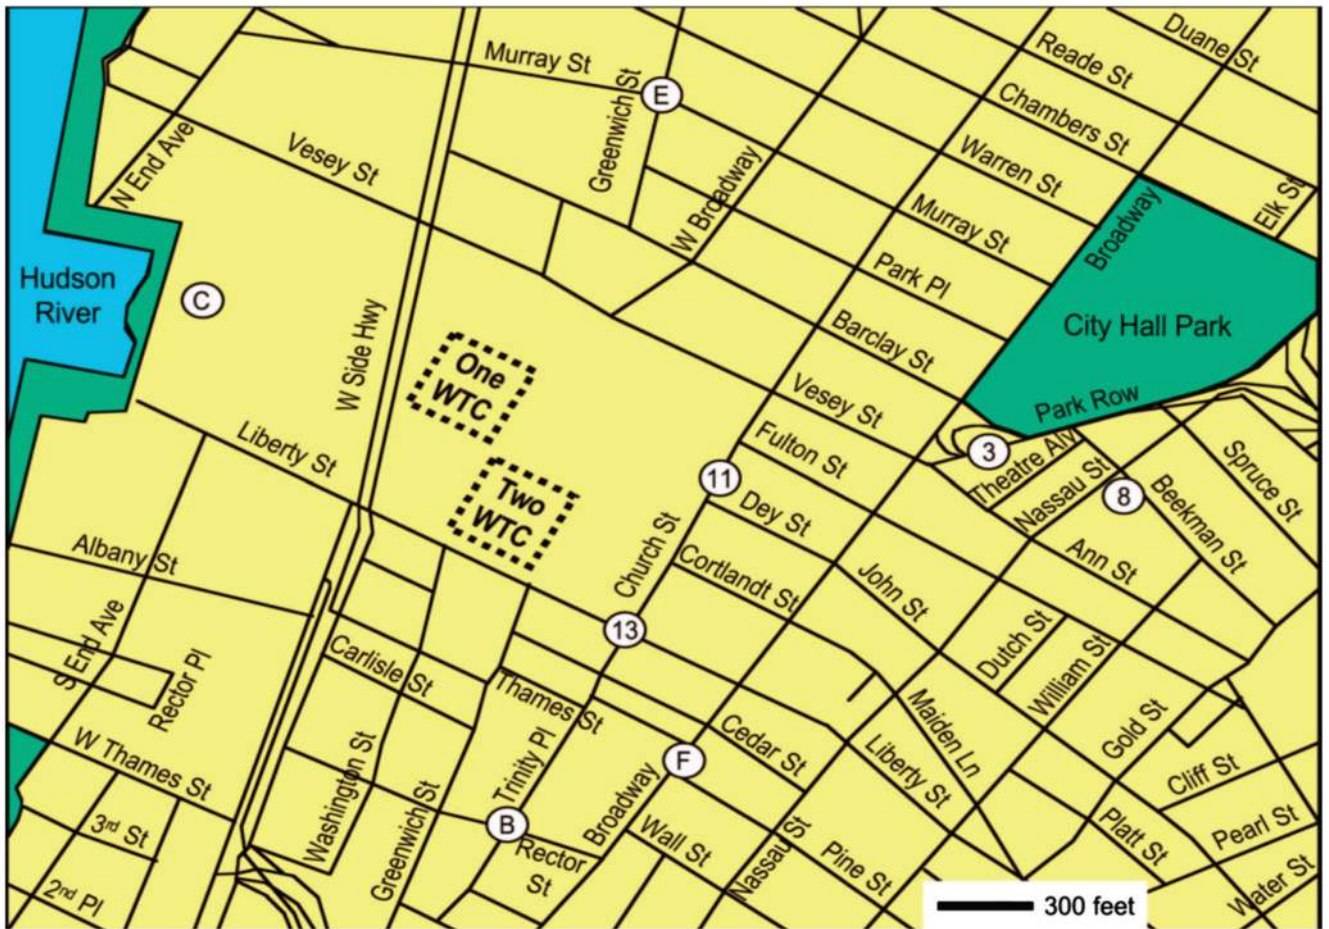 Duane St
Reade St
Murray St
Chambers St
Greenwich St
E
Vesey St
N End Ave
Warren St
W Broadway
Murray St
Broadway
Elk St
Park Pl
Hudson
River
C
City Hall Park
Barclay St
W Side Hwy
One
WTC
Vesey St
Park Row
Liberty St
Fulton St
3
Theatre Aly
Spruce St
11
Nassau St
8
Beekman St
Two
WTC
Dey St
Church St
Albany St
Cortlandt St
John St
Ann St
13
S End Ave
Carlisle St
Dutch St
William St
Rector Pl
Thames St
Maiden Ln
Gold St
W Thames St
Cedar St
Liberty St
F
Cliff St
Washington St
Trinity Pl
Broadway
3rd St
Greenwich St
B
Rector
St
Wall St
Nassau St
Pine St
Platt St
Pearl St
2nd Pl
Water St
300 feet